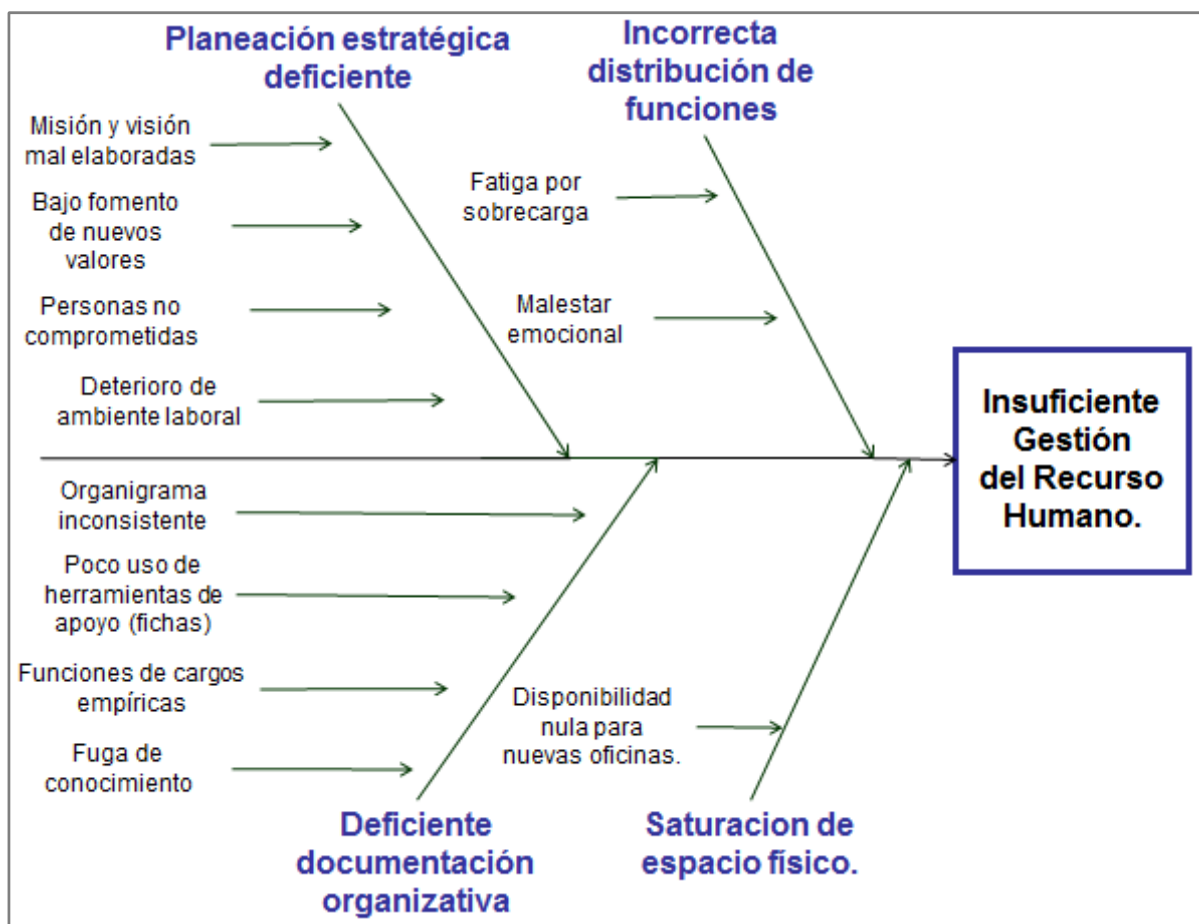 Planeación estratégica
deficiente
Incorrecta
distribución de
funciones
Misión y visión
mal elaboradas
Bajo fomento
de nuevos
valores
Personas no
comprometidas
Deterioro de
ambiente laboral
Fatiga por
sobrecarga
Malestar
emocional
Insuficiente
Gestión
del Recurso
Humano.
Organigrama
inconsistente
Poco uso de
herramientas de
apoyo (fichas)
Funciones de cargos
empíricas
Fuga de
conocimiento
Disponibilidad
nula para
nuevas oficinas.
Deficiente
documentación
organizativa
Saturacion de
espacio físico.